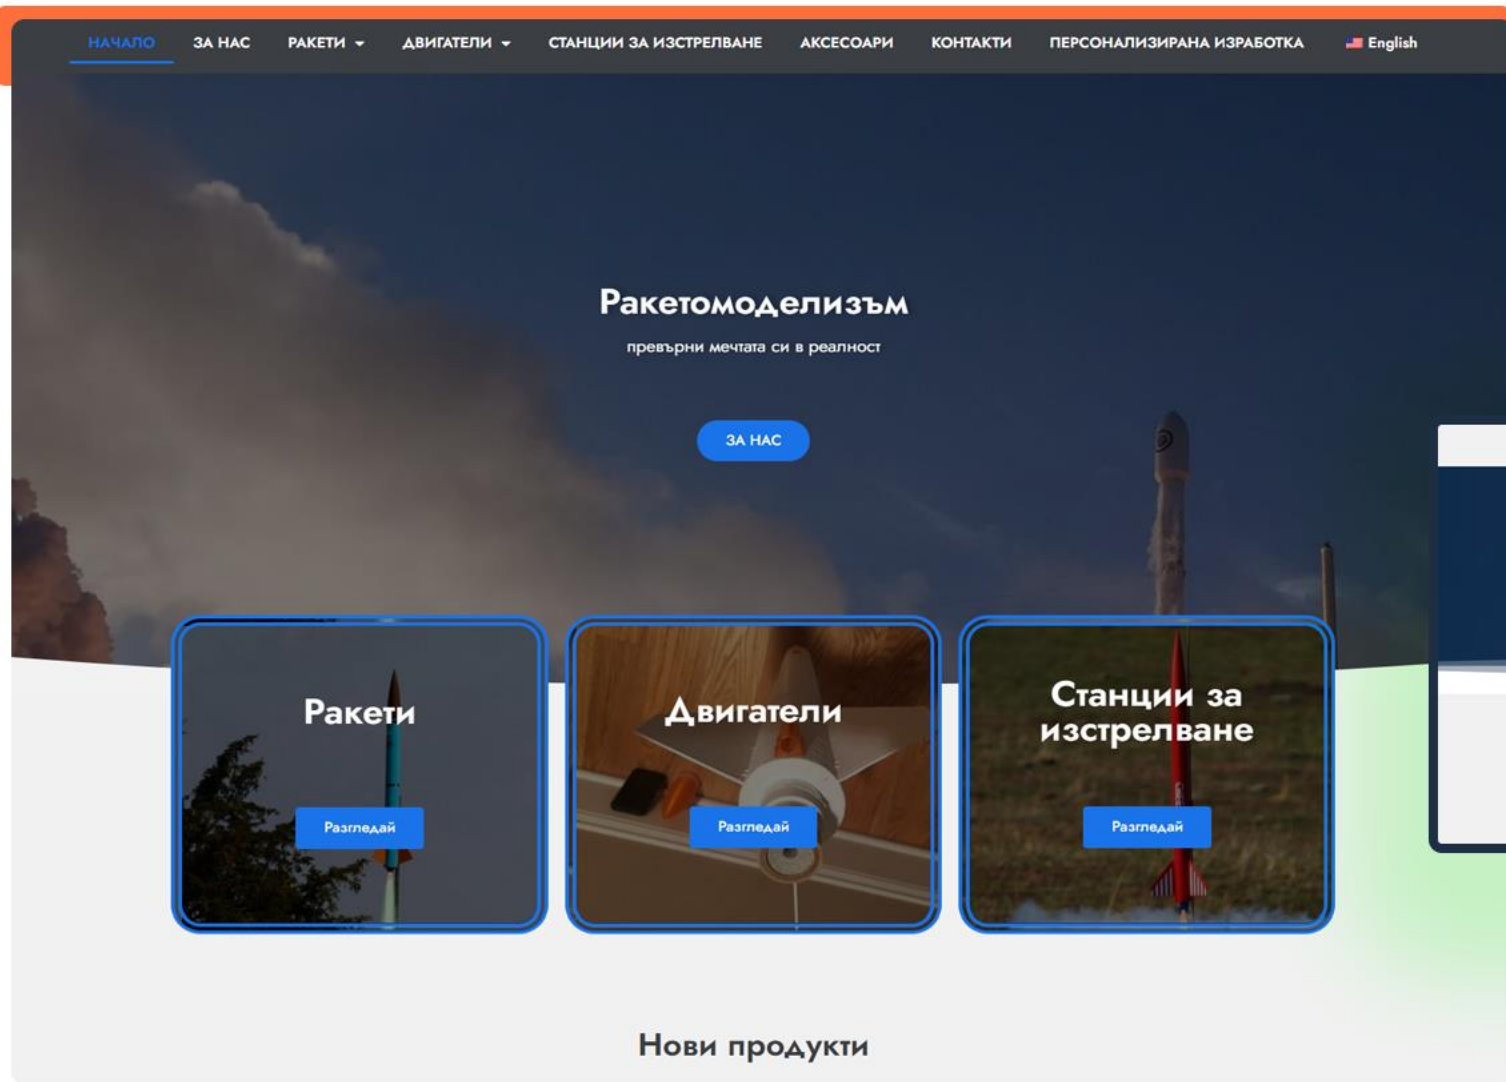 НАЧАЛО ЗА НАС РАКЕТИ ДВИГАТЕЛИ СТАНЦИИ ЗА ИЗСТРЕЛВАНЕ АКСЕСОАРИ КОНТАКТИ ПЕРСОНАЛИЗИРАНА ИЗРАБОТКА English
Ракетомоделизъм
превърни мечтата си в реалност
ЗА НАС
Ракети
Разгледай
Двигатели
Разгледай
Станции за
изстрелване
Разгледай
Нови продукти